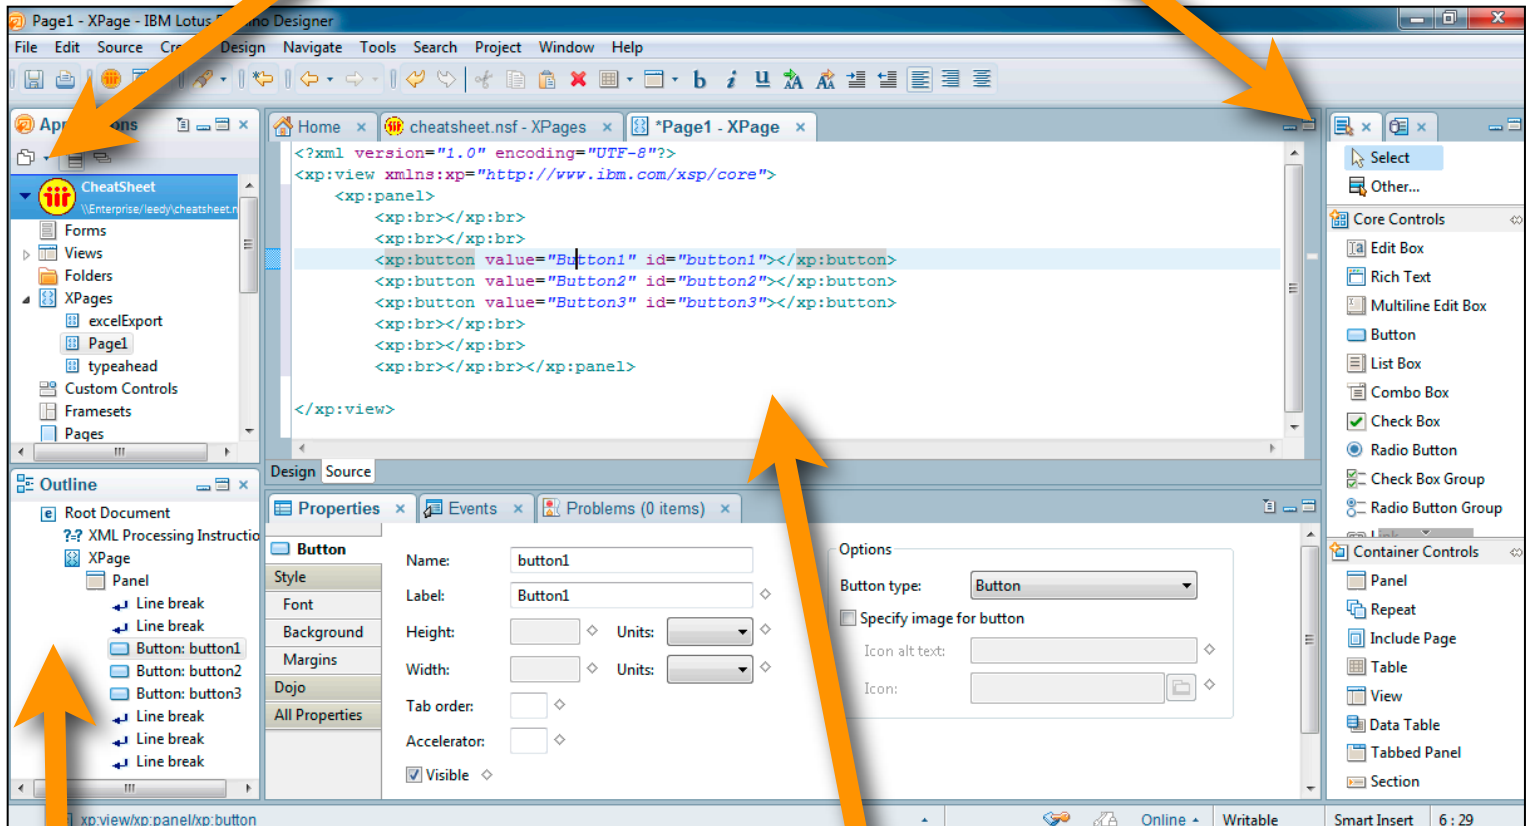 Page1 - XPage - IBM Lotus Domino Designer
File Edit Source Create Design Navigate Tools Search Project Window Help
b i u
Applications
Home
cheatsheet.nsf - XPages
*Page1 - XPage
CheatSheet
\\Enterprise/leedy\cheatsheet.n
Forms
Views
Folders
XPages
excelExport
Page1
typeahead
Custom Controls
Framesets
Pages
<?xml version="1.0" encoding="UTF-8"?>
<xp:view xmlns:xp="http://www.ibm.com/xsp/core">
<xp:panel>
<xp:br></xp:br>
<xp:br></xp:br>
<xp:button value="Button1" id="button1"></xp:button>
<xp:button value="Button2" id="button2"></xp:button>
<xp:button value="Button3" id="button3"></xp:button>
<xp:br></xp:br>
<xp:br></xp:br>
<xp:br></xp:br></xp:panel>
</xp:view>
Design Source
Outline
Root Document
?-? XML Processing Instructio
XPage
Panel
Line break
Line break
Button: button1
Button: button2
Button: button3
Line break
Line break
Line break
Properties
Events
Problems (0 items)
Button
Style
Font
Background
Margins
Dojo
All Properties
Name: button1
Label: Button1
Height: Units:
Width: Units:
Tab order:
Accelerator:
Visible
Options
Button type: Button
Specify image for button
Icon alt text:
Icon:
Select
Other...
Core Controls
Edit Box
Rich Text
Multiline Edit Box
Button
List Box
Combo Box
Check Box
Radio Button
Check Box Group
Radio Button Group
Container Controls
Panel
Repeat
Include Page
Table
View
Data Table
Tabbed Panel
Section
xp:view/xp:panel/xp:button
Online
Writable
Smart Insert
6 : 29